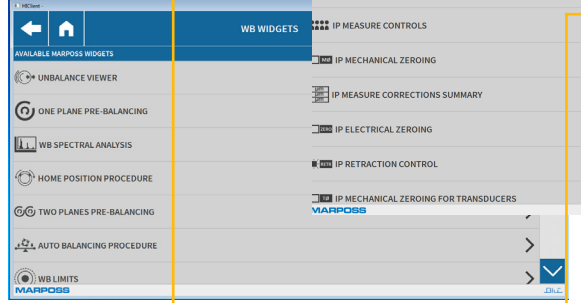 WB WIDGETS
AVAILABLE MARPOSS WIDGETS
UNBALANCE VIEWER
ONE PLANE PRE-BALANCING
WB SPECTRAL ANALYSIS
HOME POSITION PROCEDURE
TWO PLANES PRE-BALANCING
AUTO BALANCING PROCEDURE
WB LIMITS
MARPOSS
IP MEASURE CONTROLS
IP MECHANICAL ZEROING
IP MEASURE CORRECTIONS SUMMARY
ZERO IP ELECTRICAL ZEROING
RETR IP RETRACTION CONTROL
IP MECHANICAL ZEROING FOR TRANSDUCERS
MARPOSS